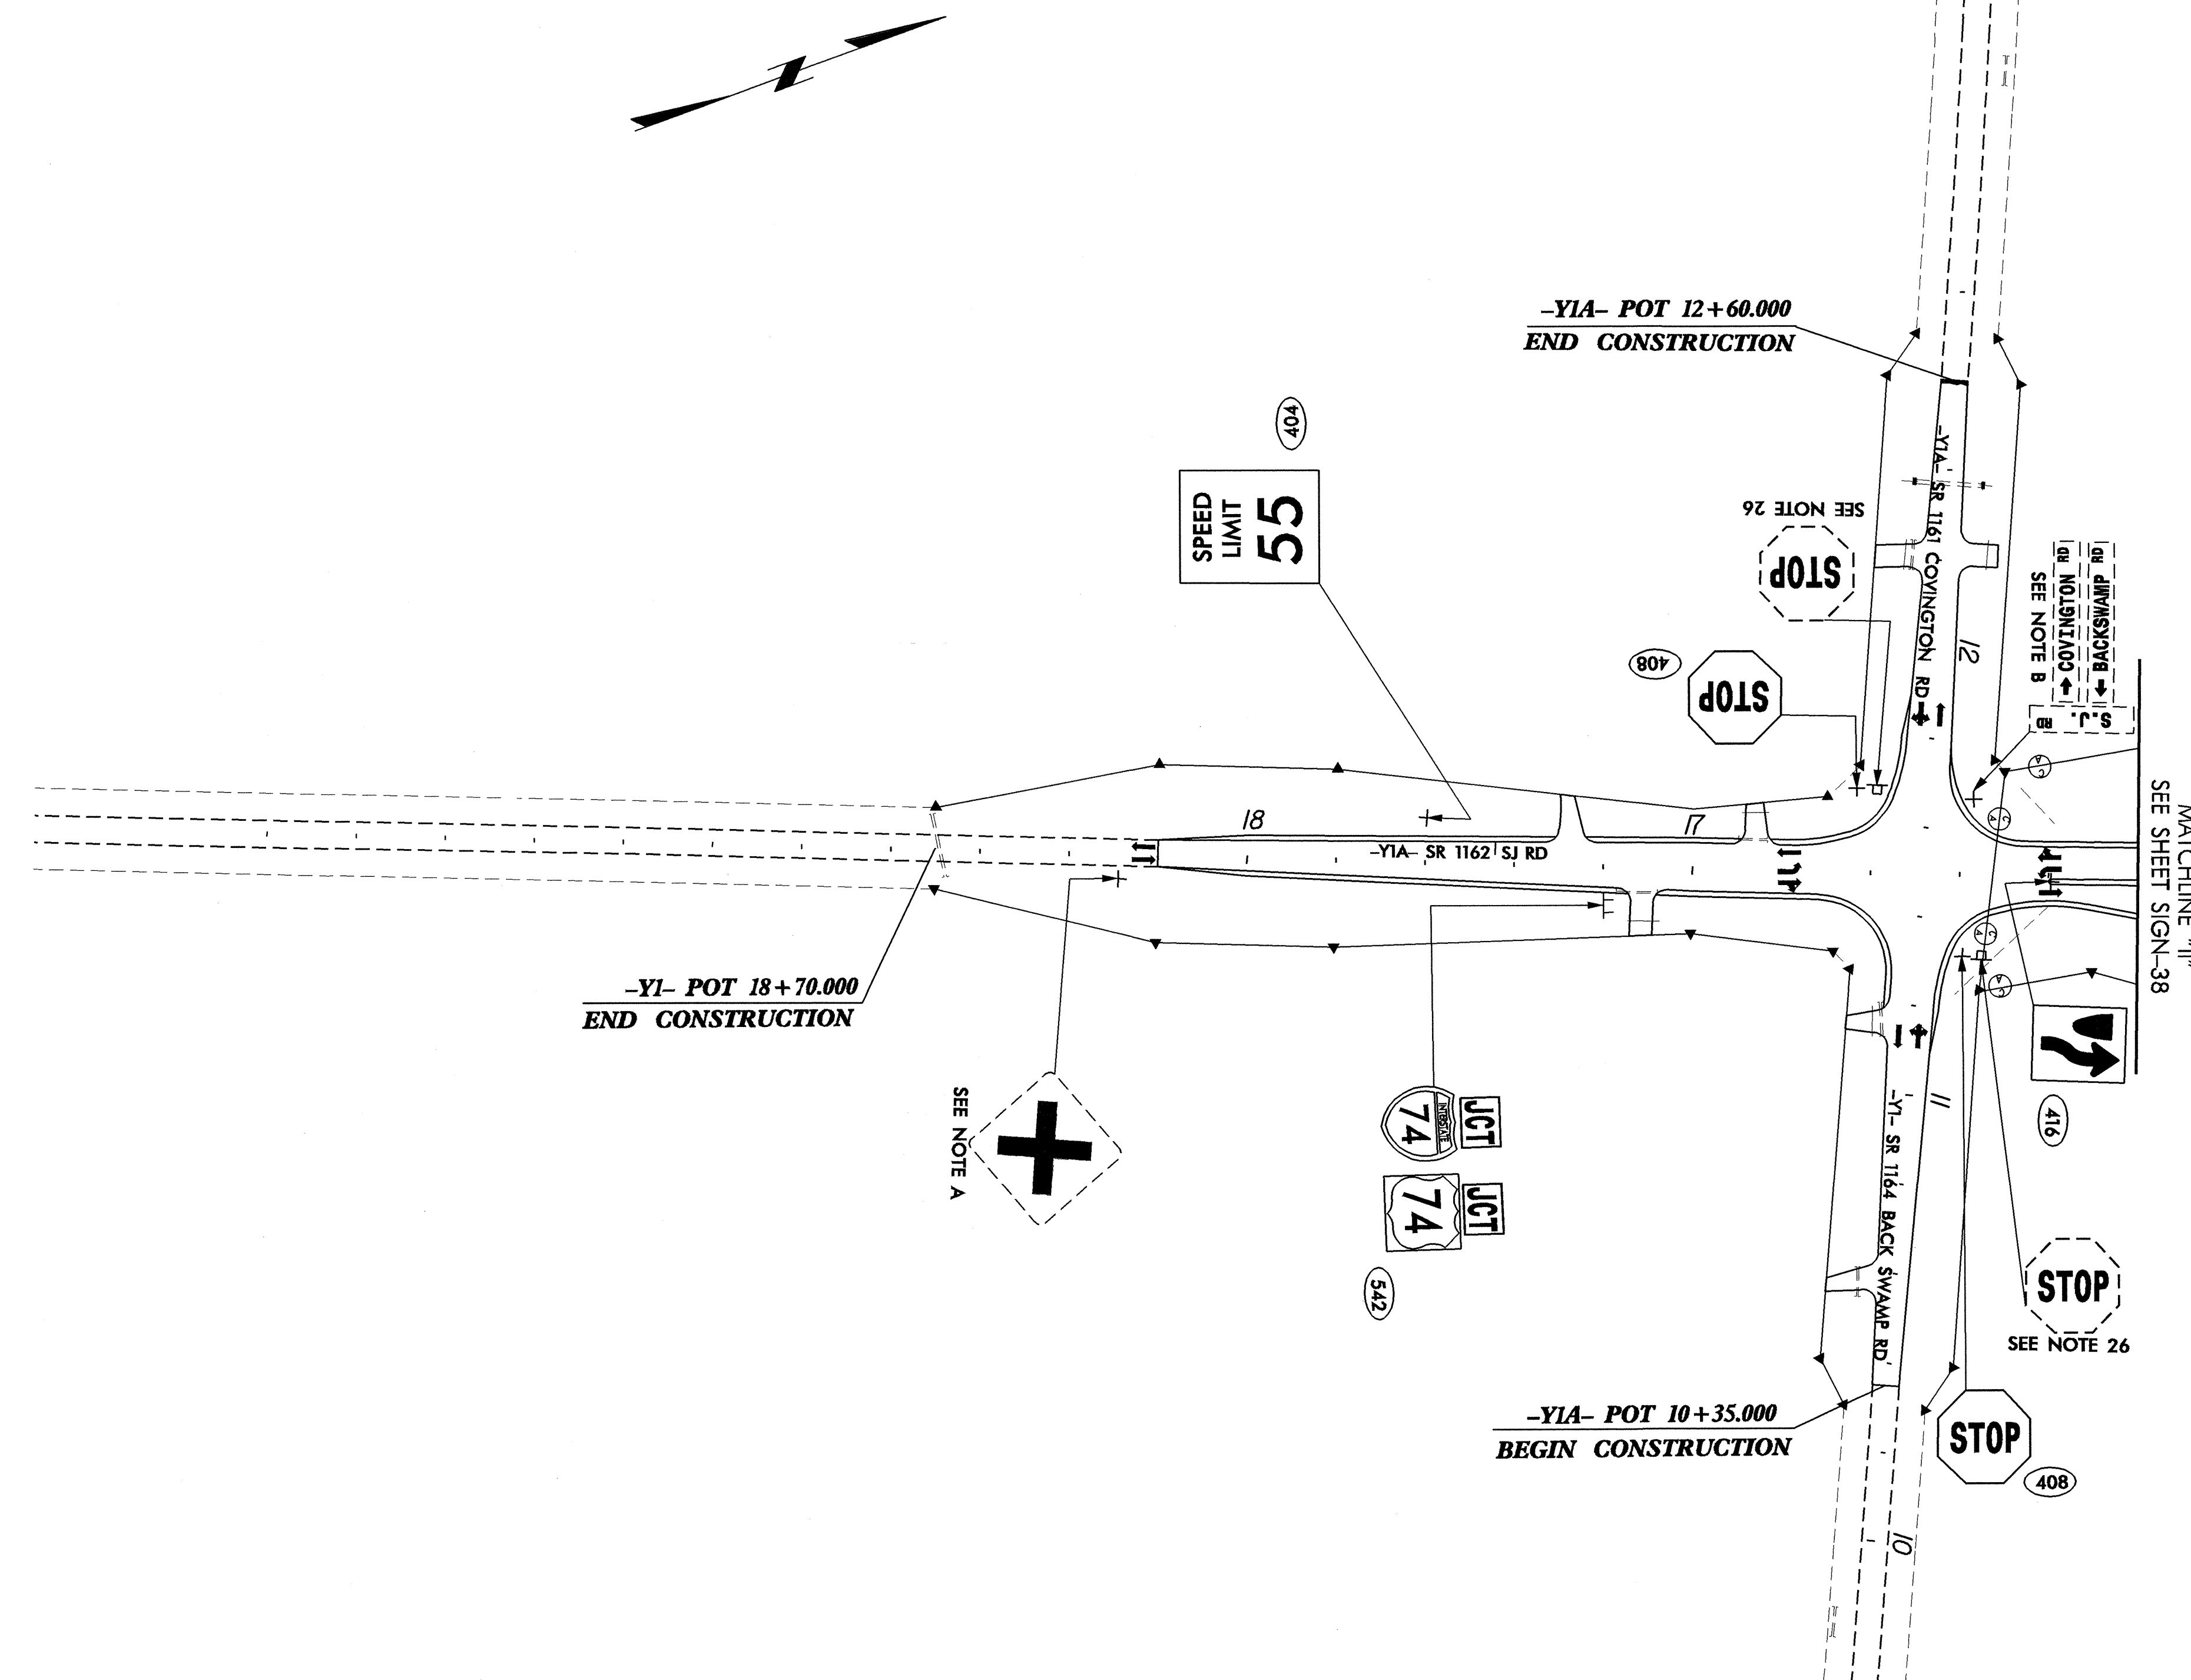 N
-Y1A- POT 12+60.000
END CONSTRUCTION
404
SPEED
LIMIT
55
SEE NOTE 26
STOP
408
STOP
-Y1A- SR 1161 COVINGTON RD
12
SEE NOTE B
COVINGTON RD
BACKSWAMP RD
S.J. RD
MATCHLINE
SEE SHEET SIGN-38
18
17
-Y1A- SR 1162 SJ RD
C
A
C
A
C
A
C
A
-Y1- POT 18+70.000
END CONSTRUCTION
SEE NOTE A
JCT
INTERSTATE
74
JCT
74
542
416
11
-Y1- SR 1164 BACK SWAMP RD
STOP
SEE NOTE 26
-Y1A- POT 10+35.000
BEGIN CONSTRUCTION
STOP
408
10